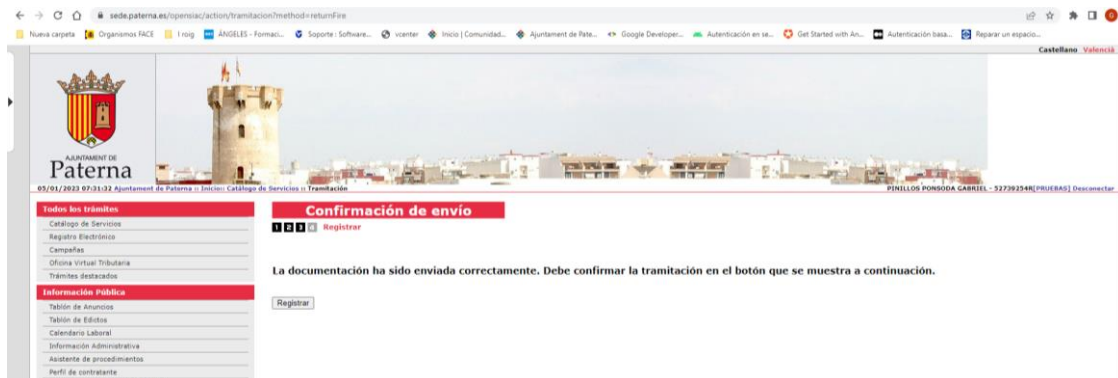 sede.paterna.es/opensiac/action/tramitacion?method=returnFire
Nueva carpeta Organismos FACE 1 roig ÁNGELES - Formaci... Soporte : Software... vcenter Inicio | Comunidad... Ajuntament de Pate... Google Developer... Autenticación en se... Get Started with An... Autenticación basa... Reparar un espacio...
Castellano Valencià
AJUNTAMENT DE
Paterna
05/01/2023 07:31:32 Ajuntament de Paterna :: Inicio:: Catálogo de Servicios :: Tramitación
PINILLOS PONSODA GABRIEL - 52730254R[PRUEBAS] Desconectar
Todos los trámites
Catálogo de Servicios
Registro Electrónico
Campañas
Oficina Virtual Tributaria
Trámites destacados
Información Pública
Tablón de Anuncios
Tablón de Edictos
Calendario Laboral
Información Administrativa
Asistente de procedimientos
Perfil de contratante
Confirmación de envío
1 2 3 4 Registrar
La documentación ha sido enviada correctamente. Debe confirmar la tramitación en el botón que se muestra a continuación.
Registrar